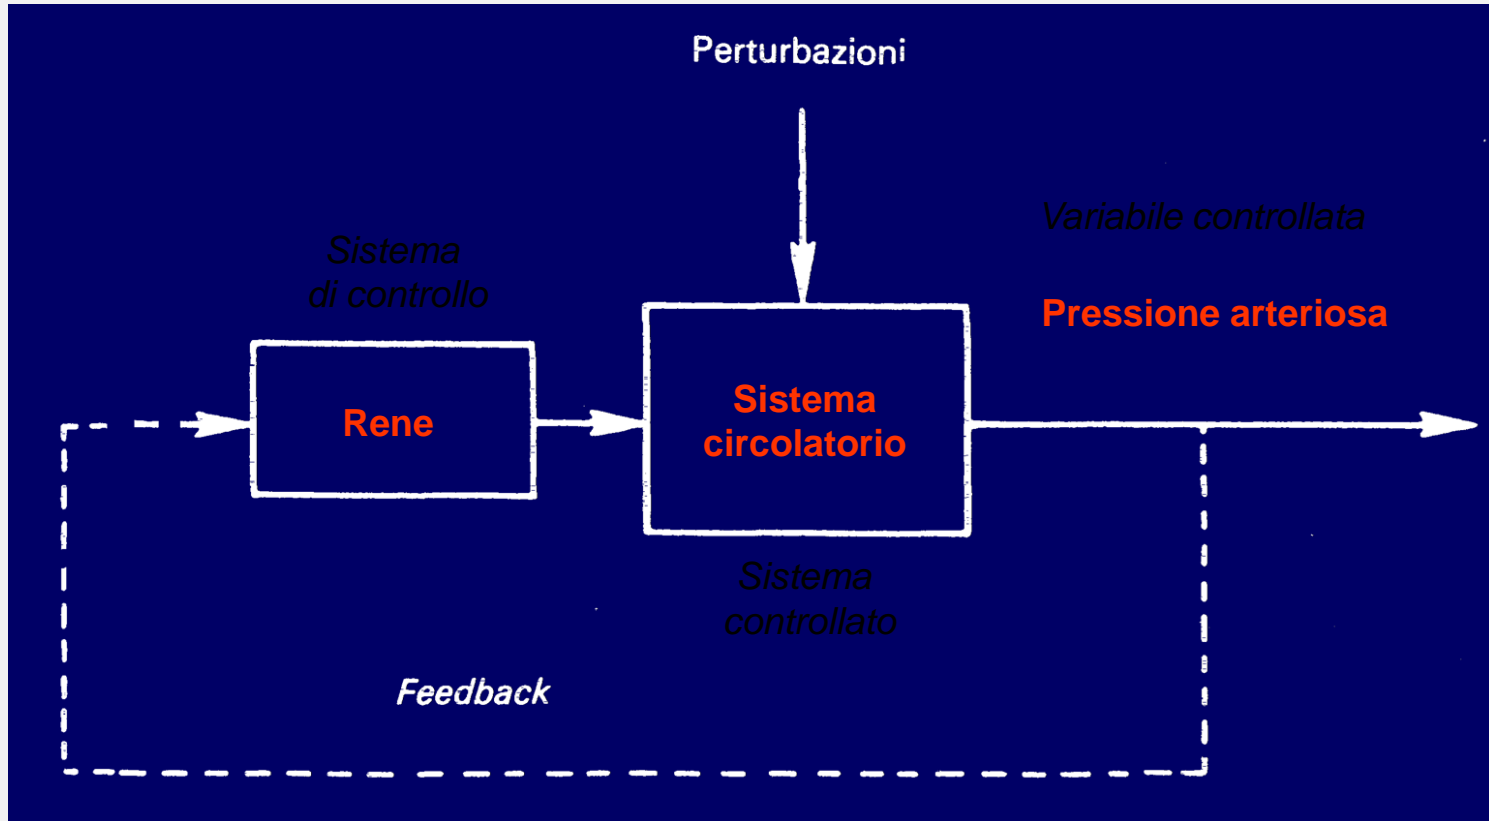 Perturbazioni
Variabile controllata
Sistema
di controllo
Pressione arteriosa
Rene
Sistema
circolatorio
Sistema
controllato
Feedback